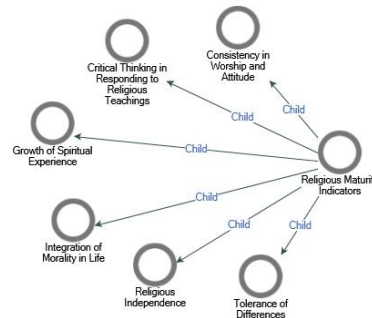 Consistency in
Worship and
Attitude
Critical Thinking in
Responding to
Religious
Teachings
Child
Child
Growth of Spiritual
Experience
Child
Religious Maturit
Indicators
Child
Integration of
Morality in Life
Child
Religious
Independence
Child
Tolerance of
Differences